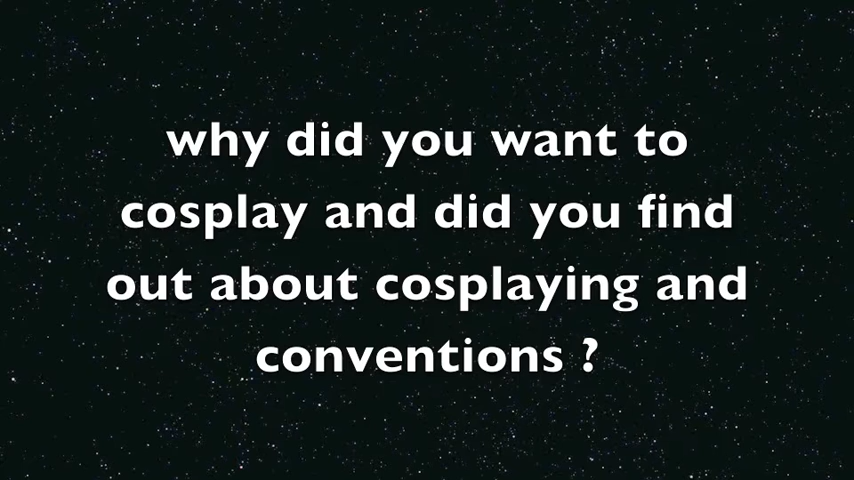 why did you want to
cosplay and did you find
out about cosplaying and
conventions ?